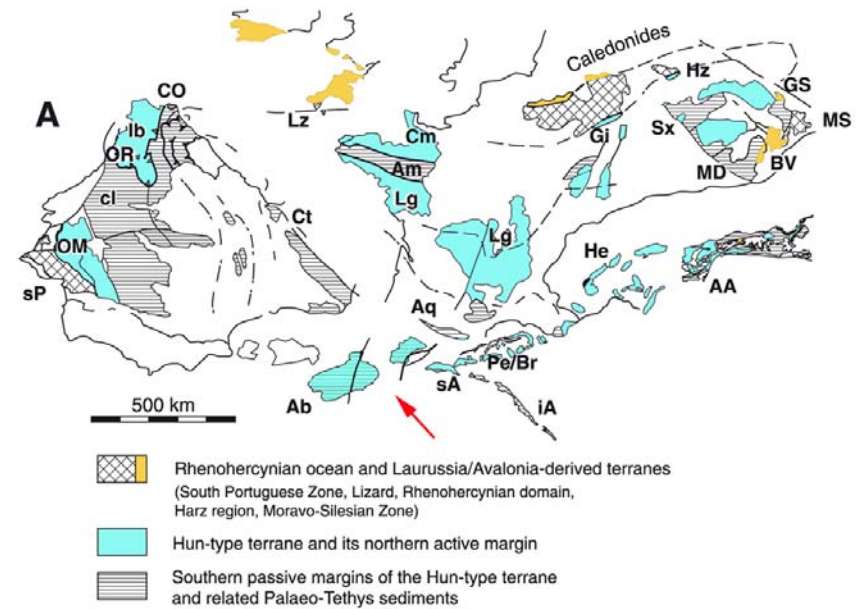 A
CO
Ib
OR
cl
OM
sP
Ct
Lz
Cm
Am
Lg
Lg
Aq
Ab
sA
Pe/Br
iA
He
AA
Caledonides
Hz
Gi
Sx
MD
BV
GS
MS
500 km
Rhenohercynian ocean and Laurussia/Avalonia-derived terranes
(South Portuguese Zone, Lizard, Rhenohercynian domain,
Harz region, Moravo-Silesian Zone)
Hun-type terrane and its northern active margin
Southern passive margins of the Hun-type terrane
and related Palaeo-Tethys sediments